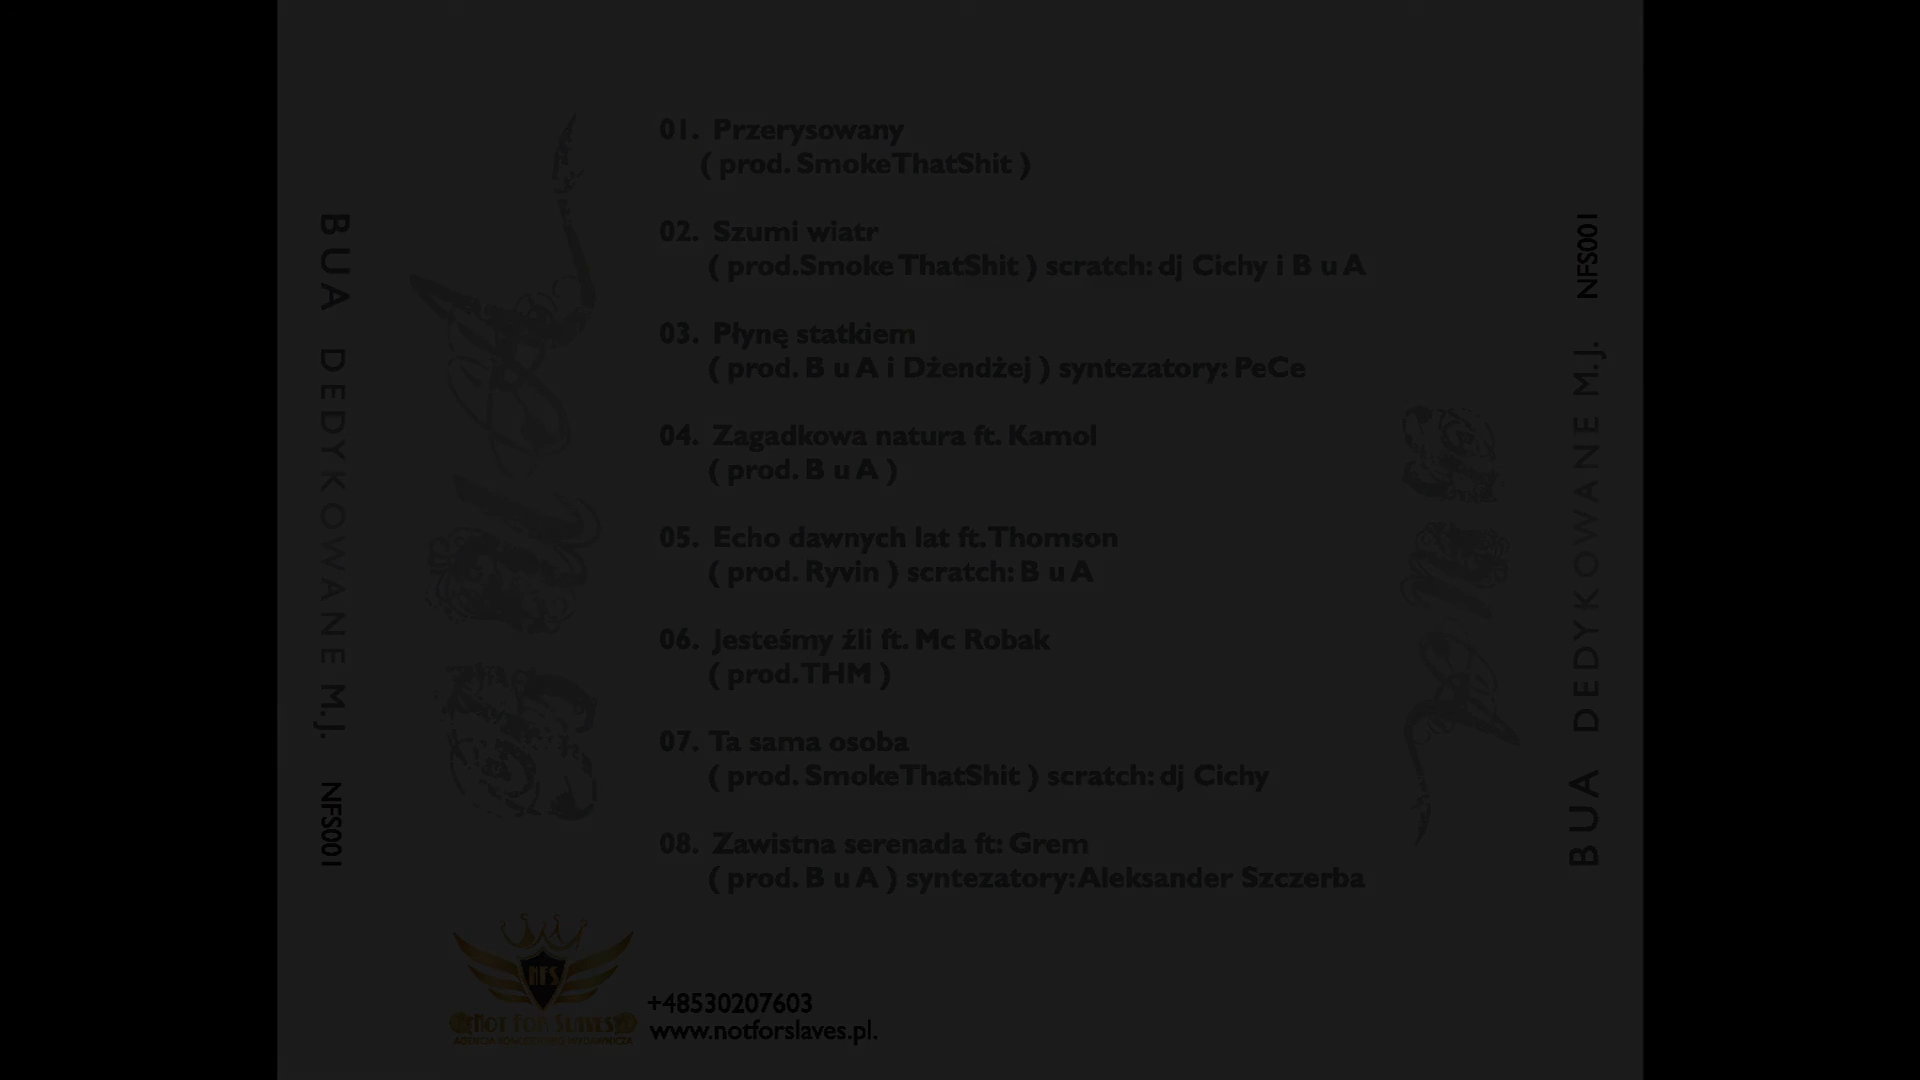 BUA DEDYKOWANE M.J. NFS001
01. Przerysowany
( prod. SmokeThatShit )
02. Szumi wiatr
( prod.Smoke ThatShit ) scratch: dj Cichy i B u A
03. Płynę statkiem
( prod. B u A i Dżendżej ) syntezatory: PeCe
04. Zagadkowa natura ft. Kamol
( prod. B u A )
05. Echo dawnych lat ft. Thomson
( prod. Ryvin ) scratch: B u A
06. Jesteśmy źli ft. Mc Robak
( prod. THM )
07. Ta sama osoba
( prod. SmokeThatShit ) scratch: dj Cichy
08. Zawistna serenada ft: Grem
( prod. B u A ) syntezatory: Aleksander Szczerba
NFS
NOT FOR SLAVES
AGENCJA KONCERTOWO WYDAWNICZA
+48530207603
www.notforslaves.pl.
BUA DEDYKOWANE M.J. NFS001